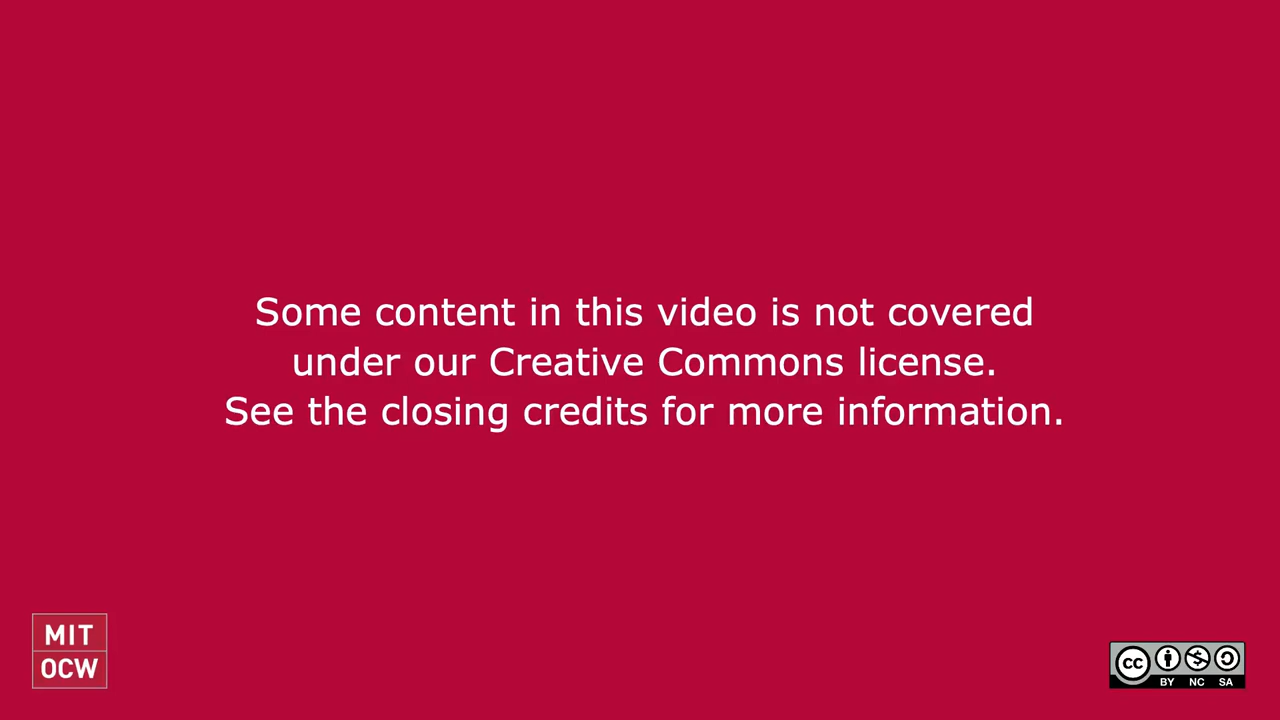 Some content in this video is not covered
under our Creative Commons license.
See the closing credits for more information.
MIT
OCW
cc
BY NC SA